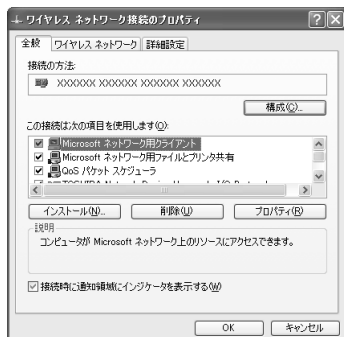 ワイヤレス ネットワーク接続のプロパティ
全般 ワイヤレス ネットワーク 詳細設定
接続の方法:
XXXXXX XXXXXX XXXXXX XXXXXX
構成(C)...
この接続は次の項目を使用します(O):
Microsoft ネットワーク用クライアント
Microsoft ネットワーク用ファイルとプリンタ共有
QoS パケット スケジューラ
インストール(N)... 削除(U) プロパティ(R)
説明
コンピュータが Microsoft ネットワーク上のリソースにアクセスできます。
接続時に通知領域にインジケータを表示する(W)
OK キャンセル